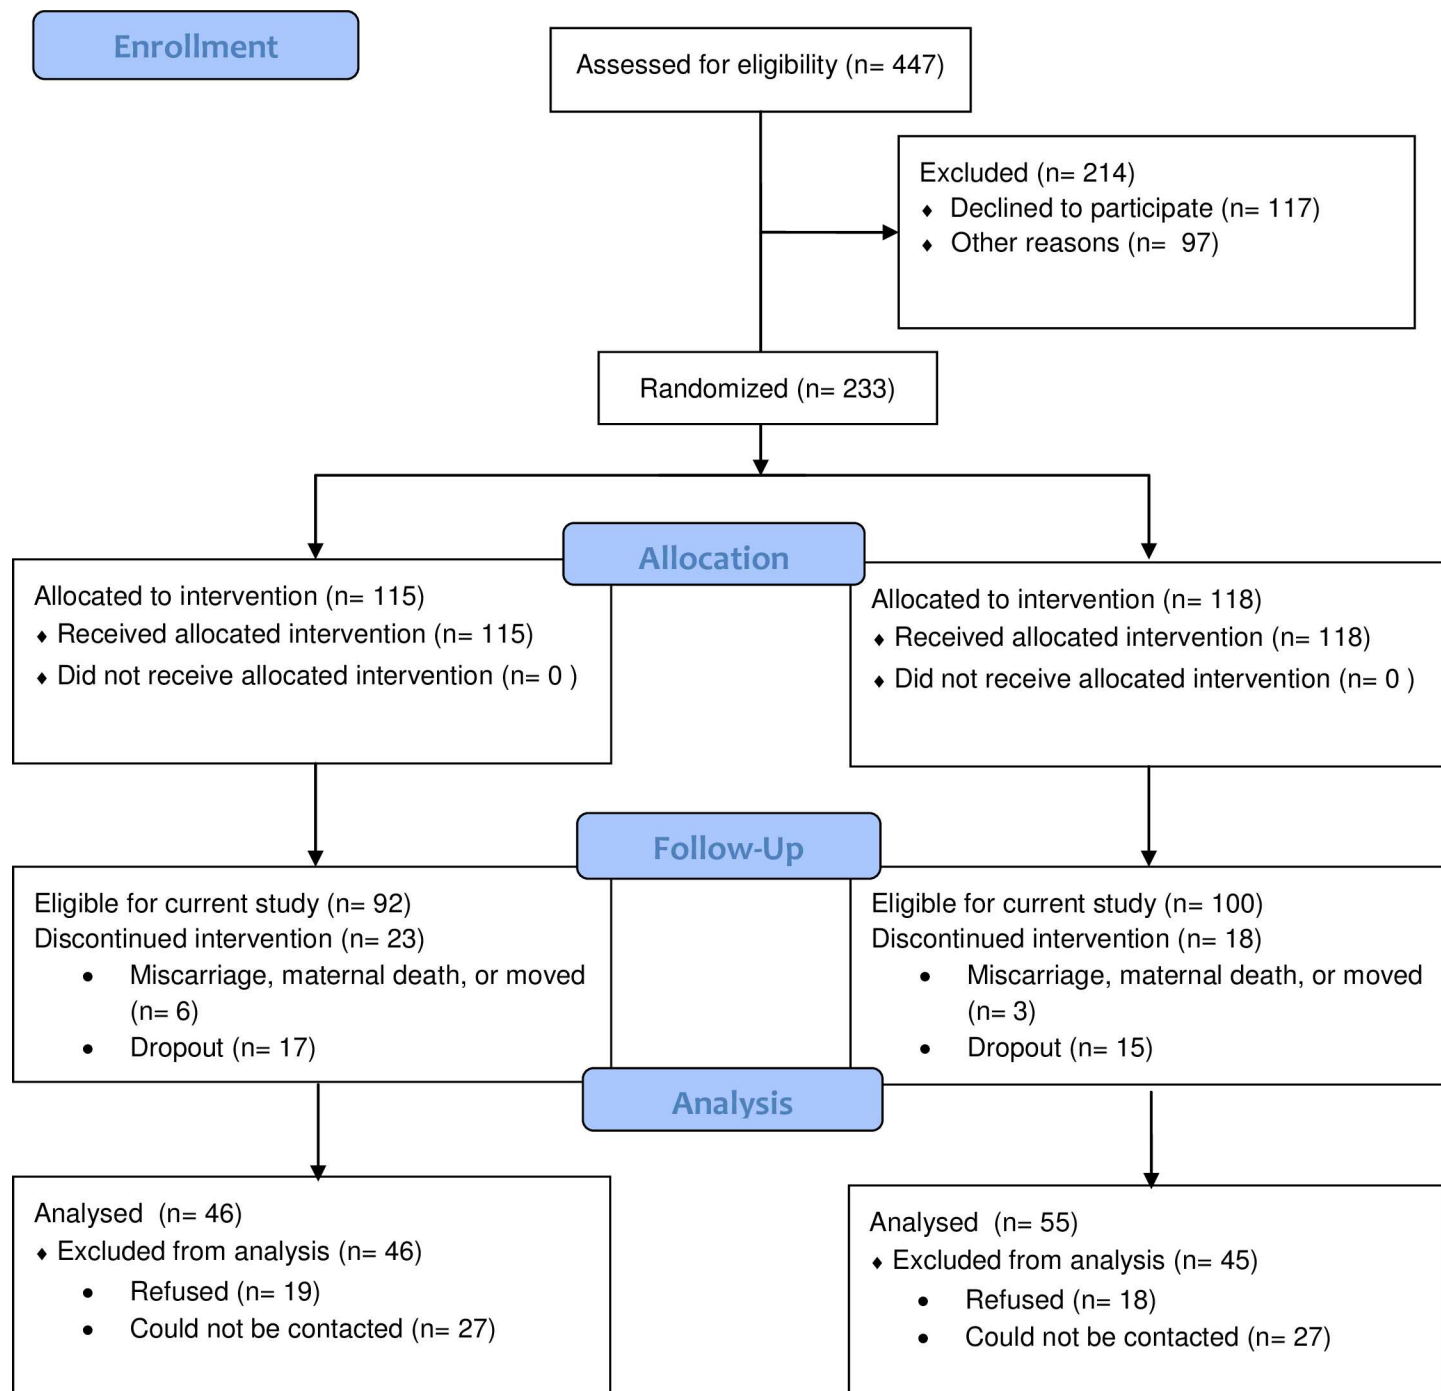 Enrollment
Assessed for eligibility (n= 447)
Excluded (n= 214)
♦ Declined to participate (n= 117)
♦ Other reasons (n=  97)
Randomized (n= 233)
Allocation
Allocated to intervention (n= 115)
♦ Received allocated intervention (n= 115)
♦ Did not receive allocated intervention (n= 0 )
Allocated to intervention (n= 118)
♦ Received allocated intervention (n= 118)
♦ Did not receive allocated intervention (n= 0 )
Follow-Up
Eligible for current study (n= 92)
Discontinued intervention (n= 23)
• Miscarriage, maternal death, or moved
(n= 6)
• Dropout (n= 17)
Eligible for current study (n= 100)
Discontinued intervention (n= 18)
• Miscarriage, maternal death, or moved
(n= 3)
• Dropout (n= 15)
Analysis
Analysed  (n= 46)
♦ Excluded from analysis (n= 46)
• Refused (n= 19)
• Could not be contacted (n= 27)
Analysed  (n= 55)
♦ Excluded from analysis (n= 45)
• Refused (n= 18)
• Could not be contacted (n= 27)